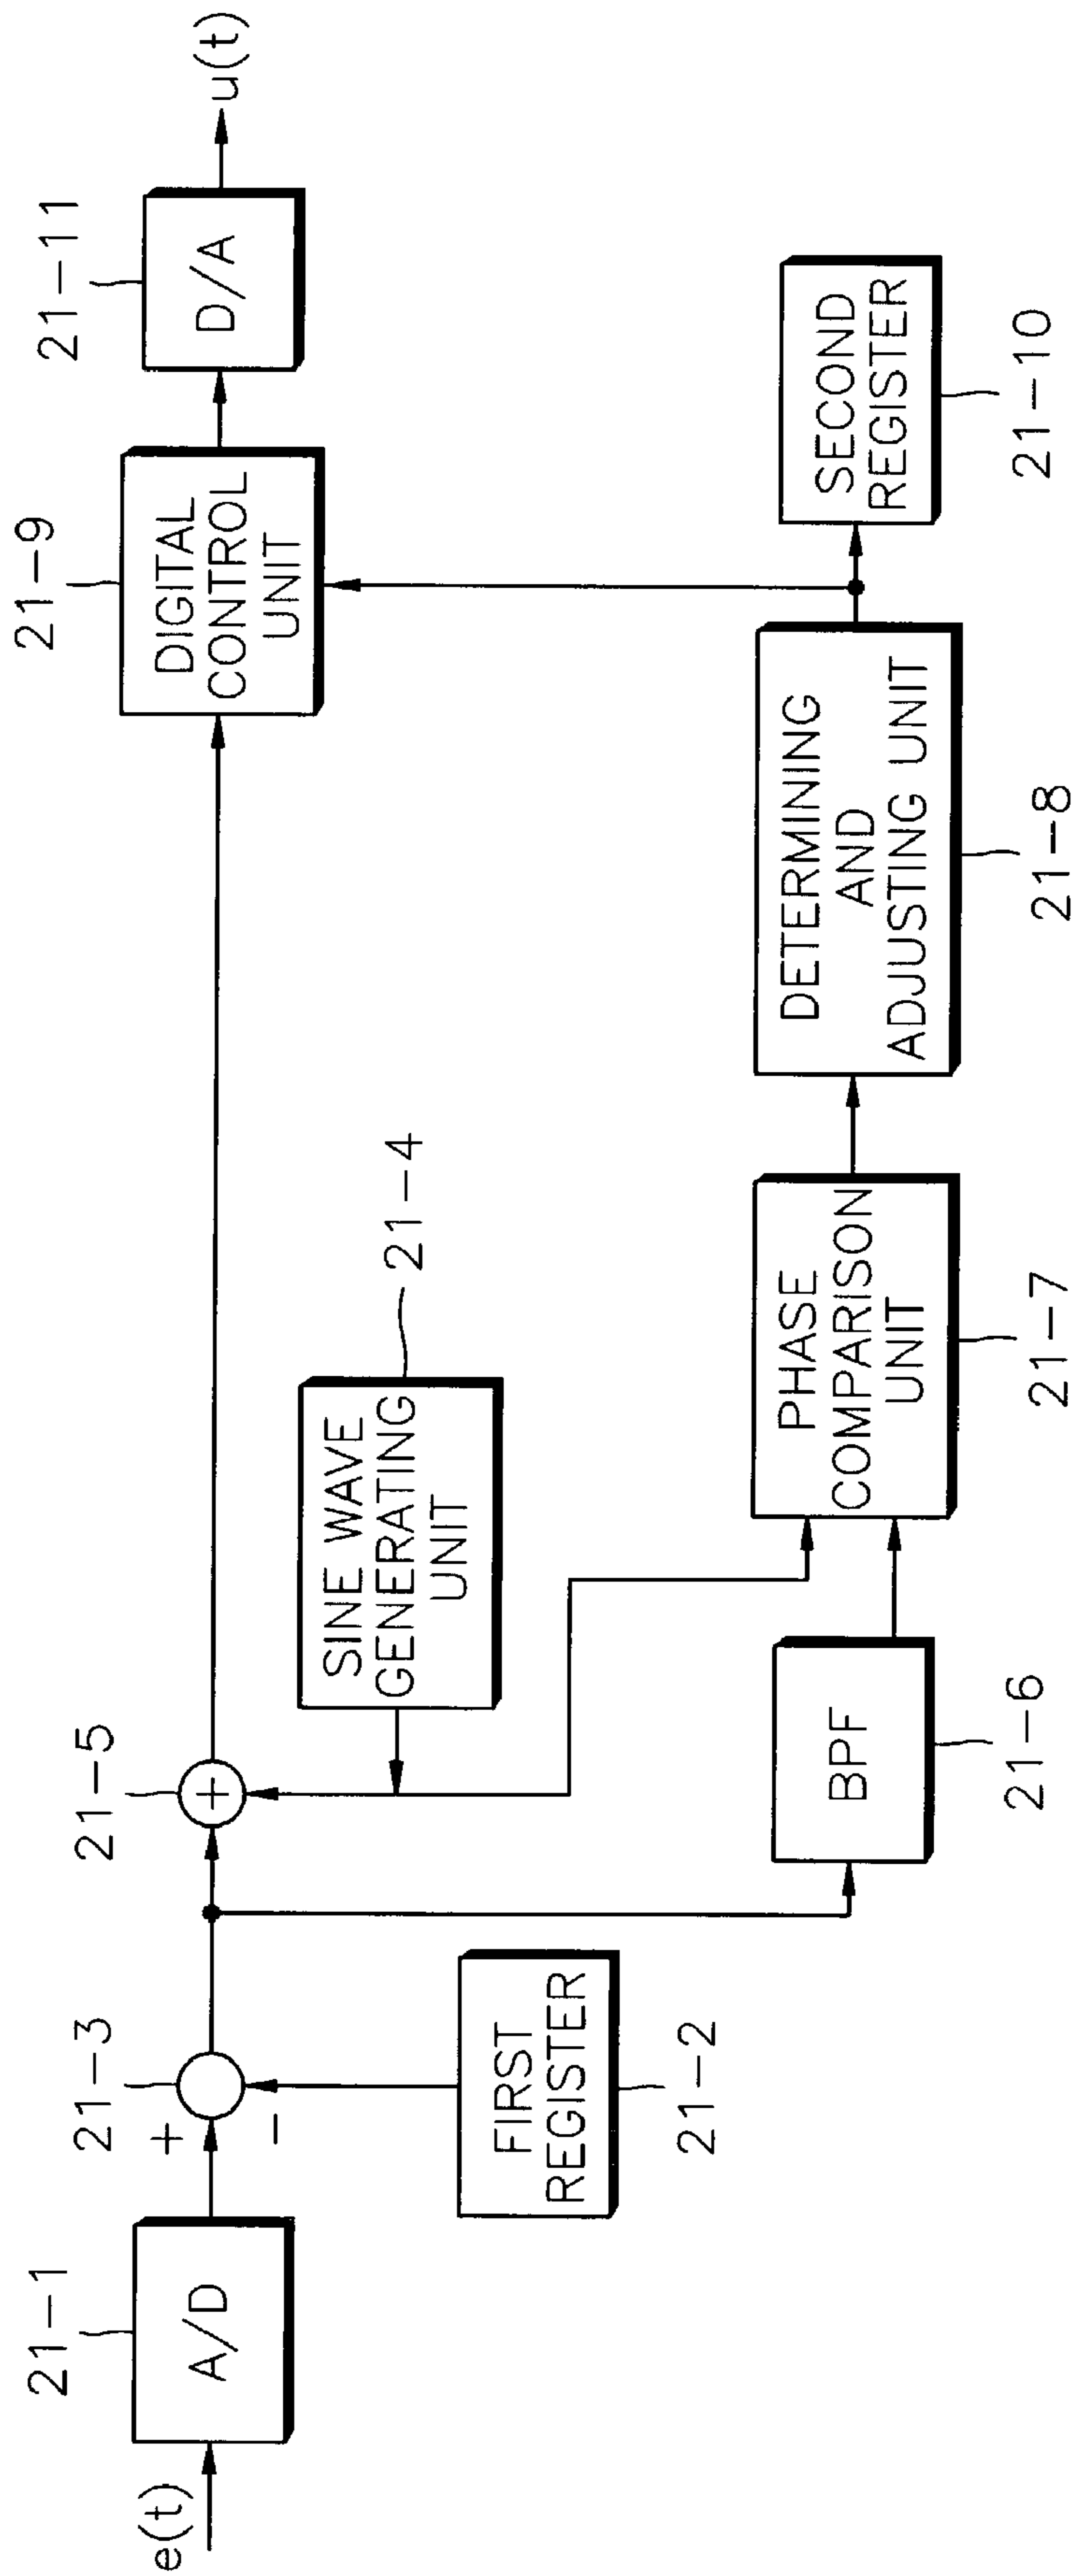 e(t)
21-1
A/D
21-3
+
-
FIRST
REGISTER
21-2
21-5
+
SINE WAVE
GENERATING
UNIT
21-4
BPF
21-6
PHASE
COMPARISON
UNIT
21-7
DETERMINING
AND
ADJUSTING UNIT
21-8
21-9
DIGITAL
CONTROL
UNIT
SECOND
REGISTER
21-10
21-11
D/A
u(t)